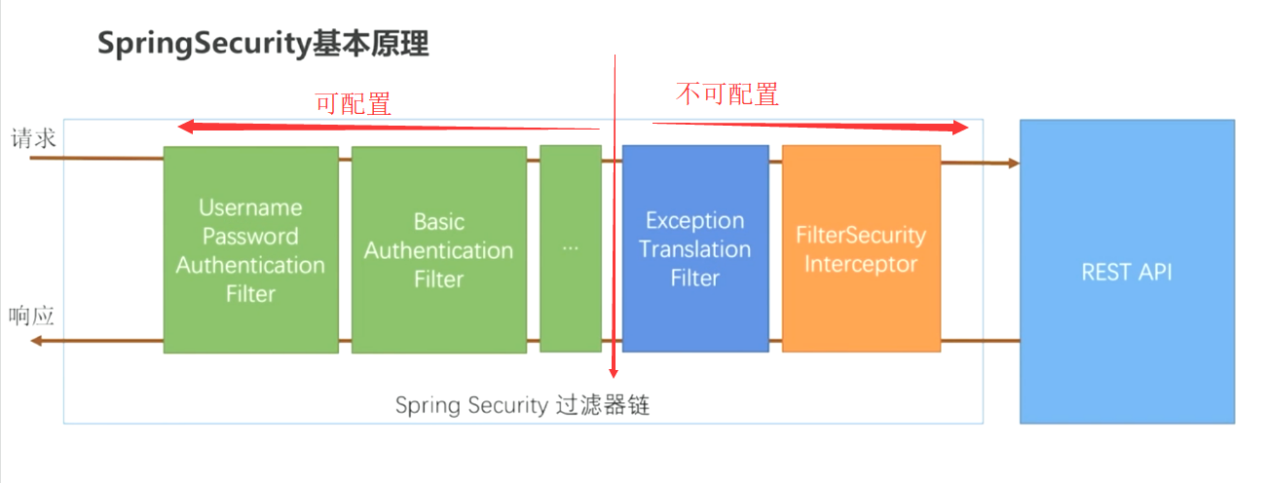 SpringSecurity基本原理
可配置
不可配置
请求
Username
Password
Authentication
Filter
Basic
Authentication
Filter
...
Exception
Translation
Filter
FilterSecurity
Interceptor
REST API
响应
Spring Security 过滤器链